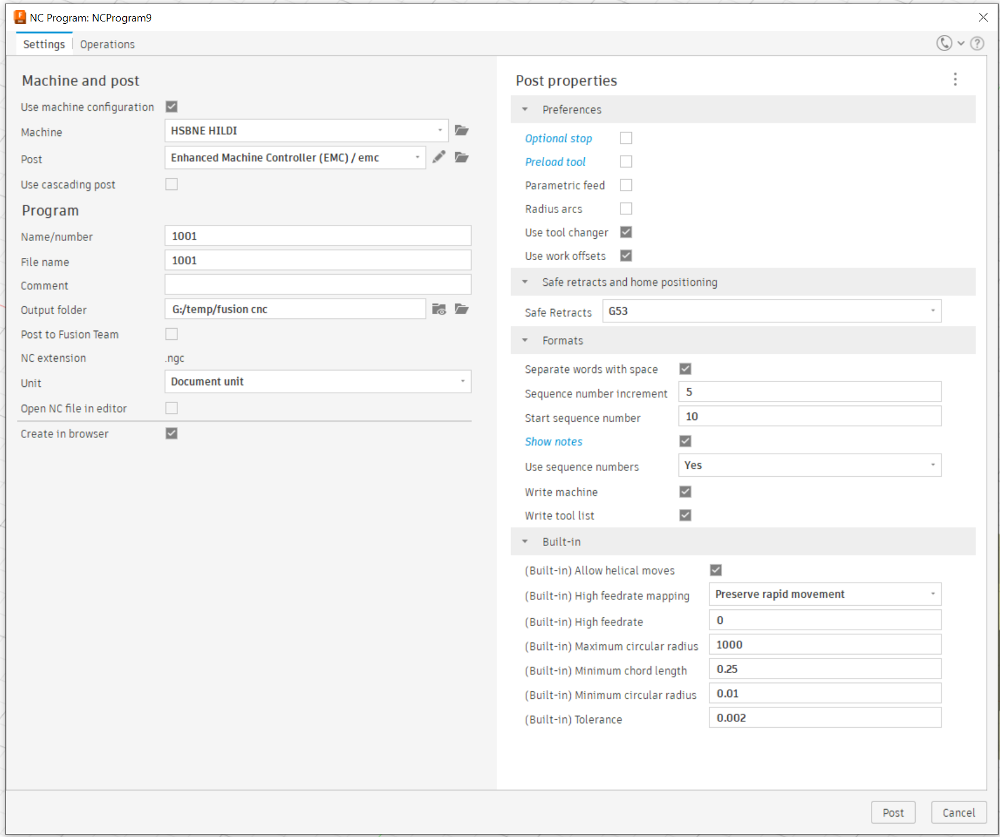 NC Program: NCProgram9
Settings
Operations
Machine and post
Use machine configuration
Machine
HSBNE HILDI
Post
Enhanced Machine Controller (EMC) / emc
Use cascading post
Program
Name/number
1001
File name
1001
Comment
Output folder
G:/temp/fusion cnc
Post to Fusion Team
NC extension
.ngc
Unit
Document unit
Open NC file in editor
Create in browser
Post properties
Preferences
Optional stop
Preload tool
Parametric feed
Radius arcs
Use tool changer
Use work offsets
Safe retracts and home positioning
Safe Retracts
G53
Formats
Separate words with space
Sequence number increment
5
Start sequence number
10
Show notes
Use sequence numbers
Yes
Write machine
Write tool list
Built-in
(Built-in) Allow helical moves
(Built-in) High feedrate mapping
Preserve rapid movement
(Built-in) High feedrate
0
(Built-in) Maximum circular radius
1000
(Built-in) Minimum chord length
0.25
(Built-in) Minimum circular radius
0.01
(Built-in) Tolerance
0.002
Post
Cancel